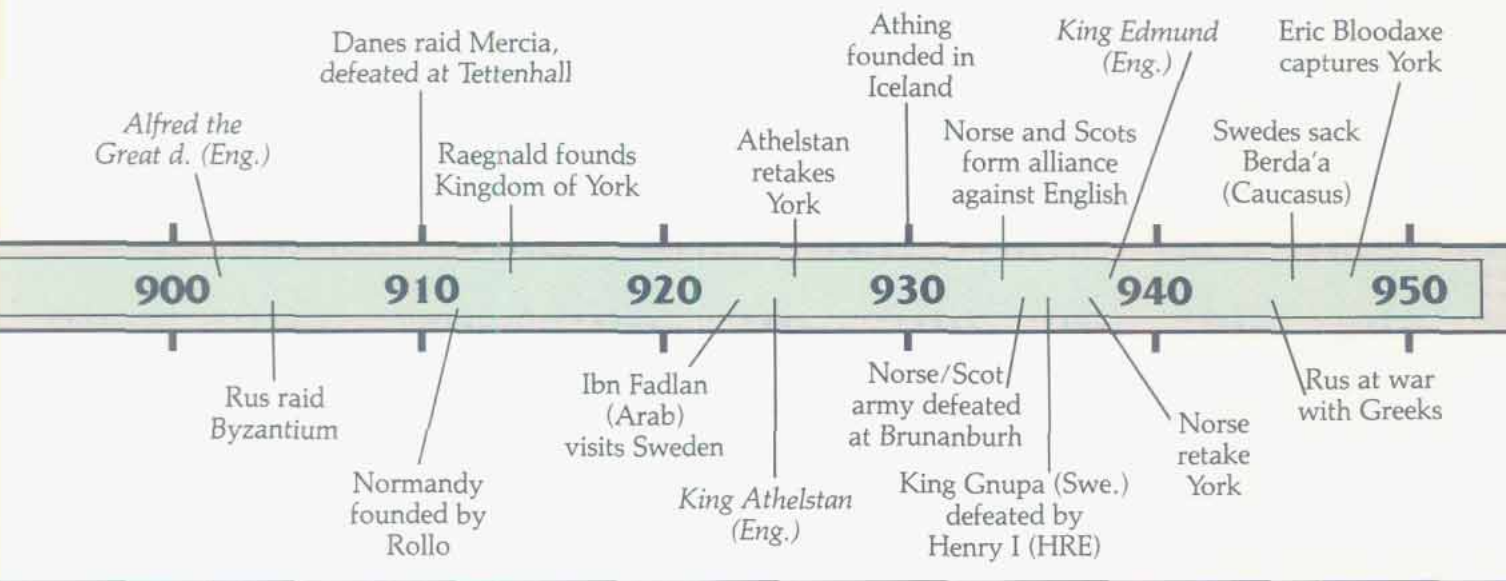 Danes raid Mercia,
defeated at Tettenhall
Alfred the
Great d. (Eng.)
Raegnald founds
Kingdom of York
Athelstan
retakes
York
Athing
founded in
Iceland
Norse and Scots
form alliance
against English
King Edmund
(Eng.)
Swedes sack
Berda'a
(Caucasus)
Eric Bloodaxe
captures York
900 910 920 930 940 950
Rus raid
Byzantium
Normandy
founded by
Rollo
Ibn Fadlan
(Arab)
visits Sweden
King Athelstan
(Eng.)
Norse/Scot
army defeated
at Brunanburh
King Gnupa (Swe.)
defeated by
Henry I (HRE)
Norse
retake
York
Rus at war
with Greeks